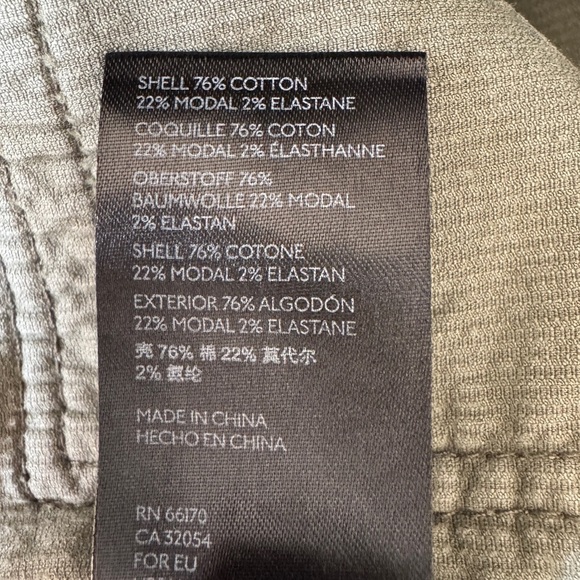 SHELL 76% COTTON
22% MODAL 2% ELASTANE
COQUILLE 76% COTON
22% MODAL 2% ÉLASTHANNE
OBERSTOFF 76%
BAUMWOLLE 22% MODAL
2% ELASTAN
SHELL 76% COTONE
22% MODAL 2% ELASTAN
EXTERIOR 76% ALGODÓN
22% MODAL 2% ELASTANE
壳 76% 棉 22% 莫代尔
2% 氨纶
MADE IN CHINA
HECHO EN CHINA
RN 66170
CA 32054
FOR EU